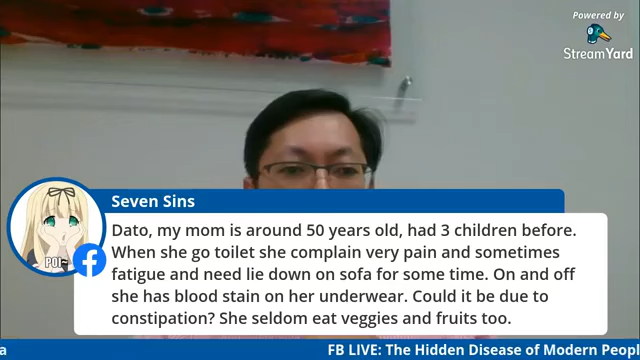 Powered by
StreamYard
Seven Sins
Dato, my mom is around 50 years old, had 3 children before.
When she go toilet she complain very pain and sometimes
fatigue and need lie down on sofa for some time. On and off
she has blood stain on her underwear. Could it be due to
constipation? She seldom eat veggies and fruits too.
POI~
a
FB LIVE: The Hidden Disease of Modern Peopl